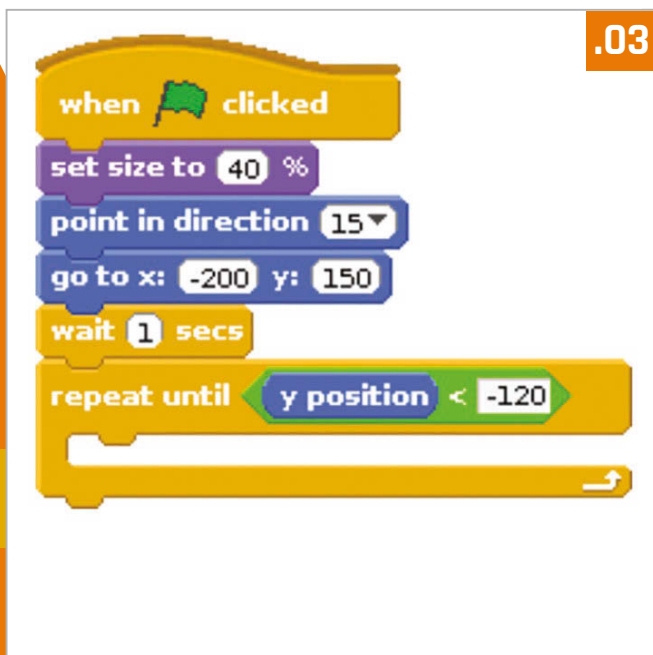 .03
when clicked
set size to 40 %
point in direction 15
go to x: -200 y: 150
wait 1 secs
repeat until y position < -120